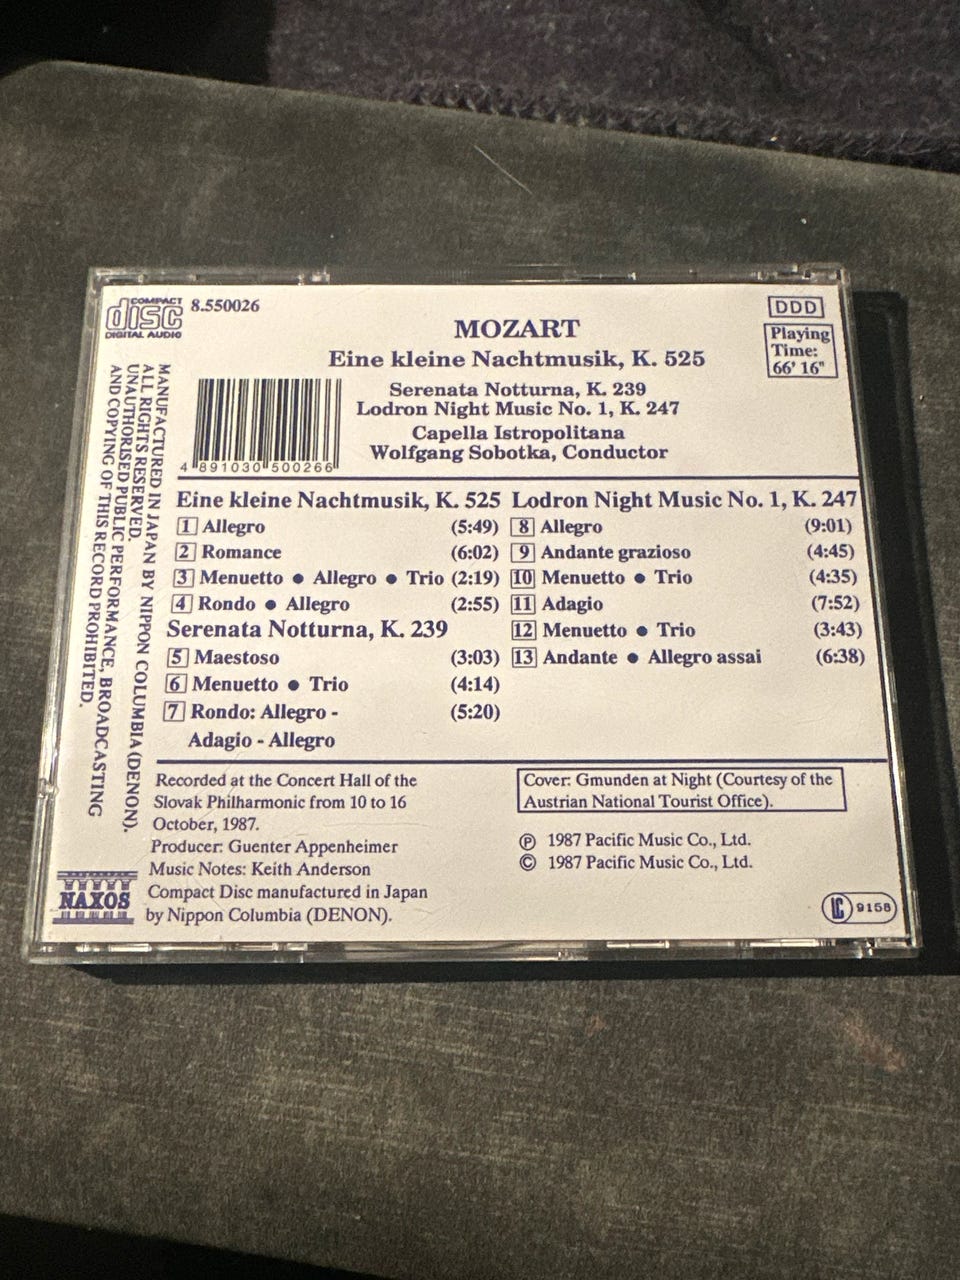 COMPACT
disc
DIGITAL AUDIO
8.550026
DDD
Playing
Time:
66' 16"
MOZART
Eine kleine Nachtmusik, K. 525
Serenata Notturna, K. 239
Lodron Night Music No. 1, K. 247
Capella Istropolitana
Wolfgang Sobotka, Conductor
4 891030 500266
MANUFACTURED IN JAPAN BY NIPPON COLUMBIA (DENON).
ALL RIGHTS RESERVED.
UNAUTHORISED PUBLIC PERFORMANCE, BROADCASTING
AND COPYING OF THIS RECORD PROHIBITED.
Eine kleine Nachtmusik, K. 525
1 Allegro (5:49)
2 Romance (6:02)
3 Menuetto ● Allegro ● Trio (2:19)
4 Rondo ● Allegro (2:55)
Serenata Notturna, K. 239
5 Maestoso (3:03)
6 Menuetto ● Trio (4:14)
7 Rondo: Allegro - (5:20)
Adagio - Allegro
Lodron Night Music No. 1, K. 247
8 Allegro (9:01)
9 Andante grazioso (4:45)
10 Menuetto ● Trio (4:35)
11 Adagio (7:52)
12 Menuetto ● Trio (3:43)
13 Andante ● Allegro assai (6:38)
Recorded at the Concert Hall of the
Slovak Philharmonic from 10 to 16
October, 1987.
Producer: Guenter Appenheimer
Music Notes: Keith Anderson
Compact Disc manufactured in Japan
by Nippon Columbia (DENON).
Cover: Gmunden at Night (Courtesy of the
Austrian National Tourist Office).
℗ 1987 Pacific Music Co., Ltd.
© 1987 Pacific Music Co., Ltd.
NAXOS
LC 9158